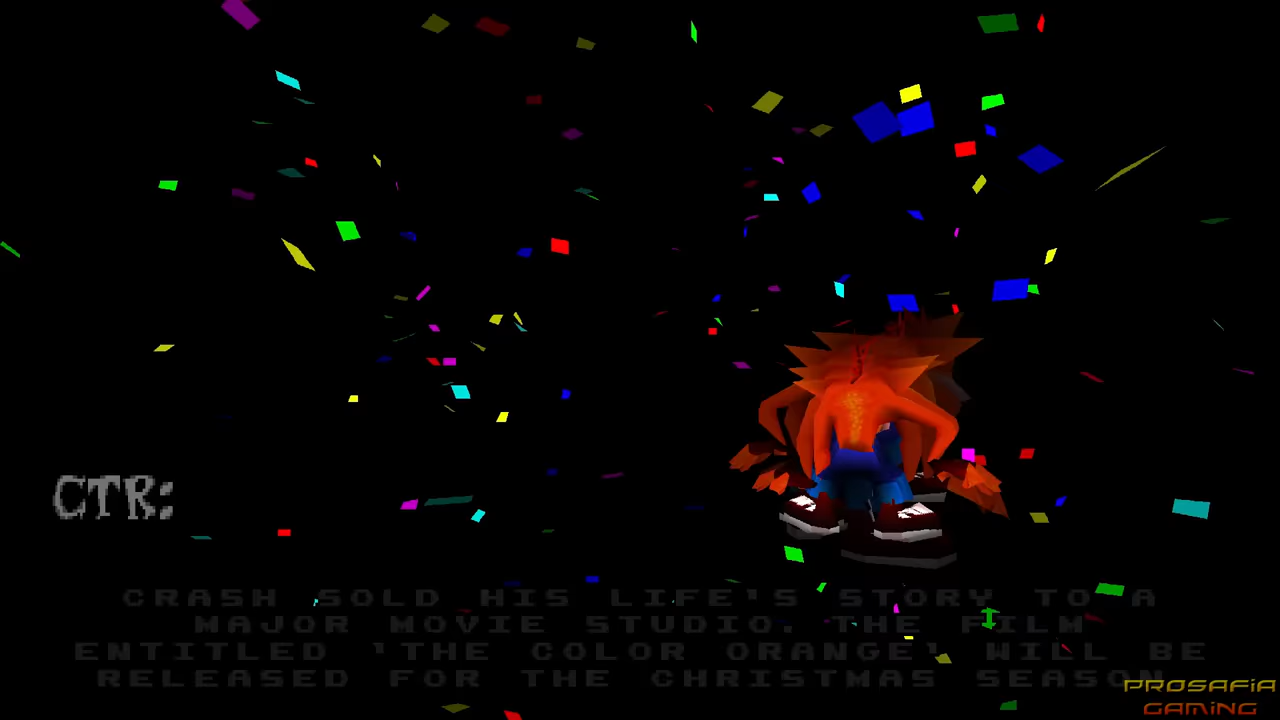 CTR:
CRASH SOLD HIS LIFE'S STORY TO A
MAJOR MOVIE STUDIO. THE FILM
ENTITLED 'THE COLOR ORANGE' WILL BE
RELEASED FOR THE CHRISTMAS SEASON
PROSAFiA
GAMiNG